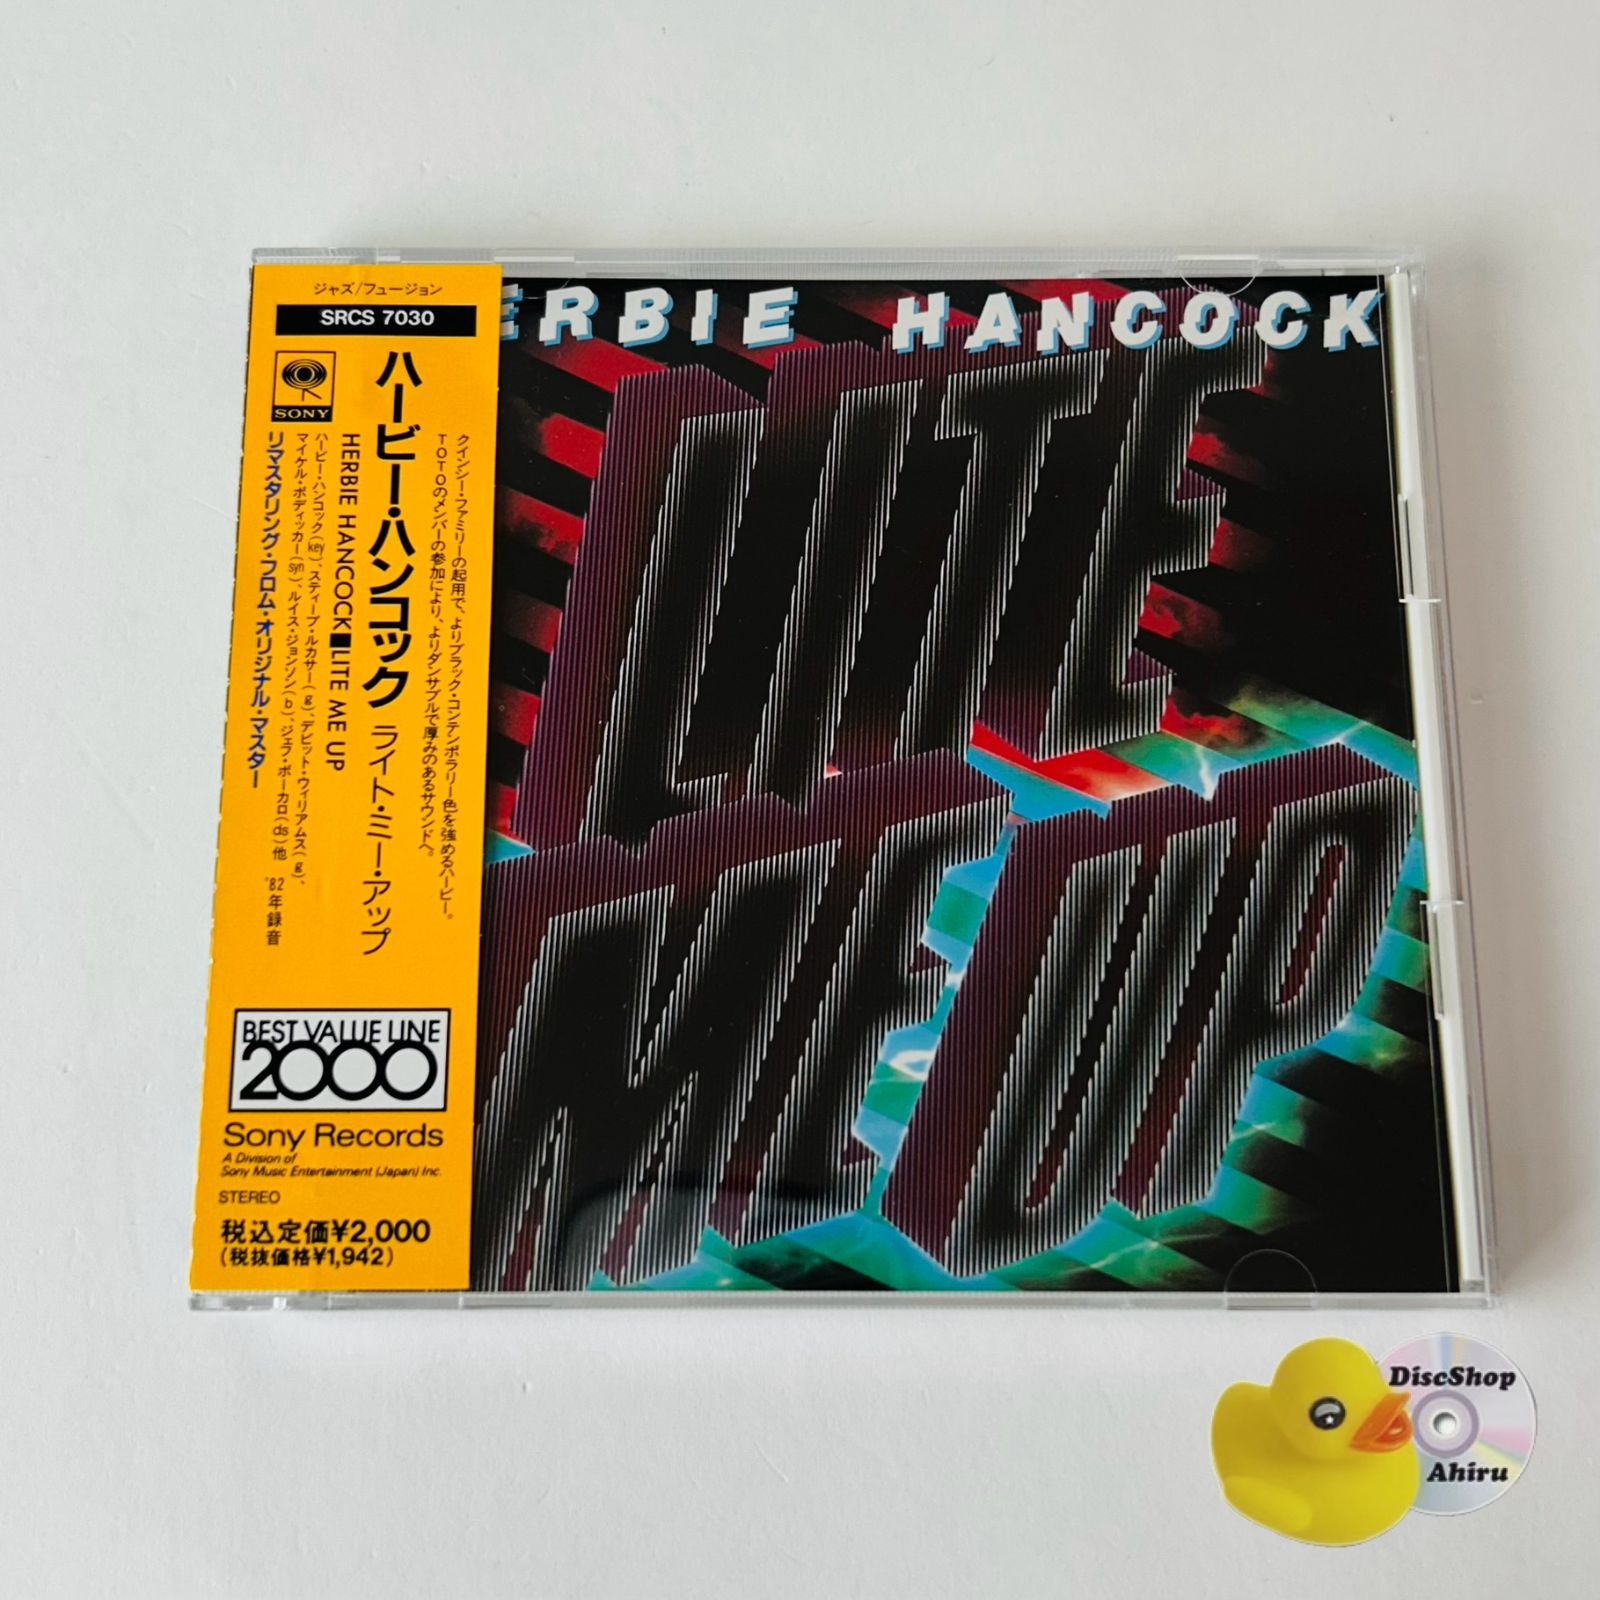 ジャズ/フュージョン
SRCS 7030
SONY
クインシー・ファミリーの起用で、よりブラック・コンテンポラリー色を強めるハービー。
TOTOのメンバーの参加により、よりダンサブルで厚みのあるサウンドへ。
ハービー・ハンコック ライト・ミー・アップ
HERBIE HANCOCK■LITE ME UP
ハービー・ハンコック(key)、スティーブ・ルカサー(g)、デビット・ウィリアムス(g)、
マイケル・ボディッカー(syn)、ルイス・ジョンソン(b)、ジェフ・ポーカロ(ds)他 '82年録音
リマスタリング・フロム・オリジナル・マスター
BEST VALUE LINE
2000
Sony Records
A Division of
Sony Music Entertainment (Japan) Inc.
STEREO
税込定価¥2,000
(税抜価格¥1,942)
ERBIE HANCOCK
LITE
ME UP
DiscShop
Ahiru